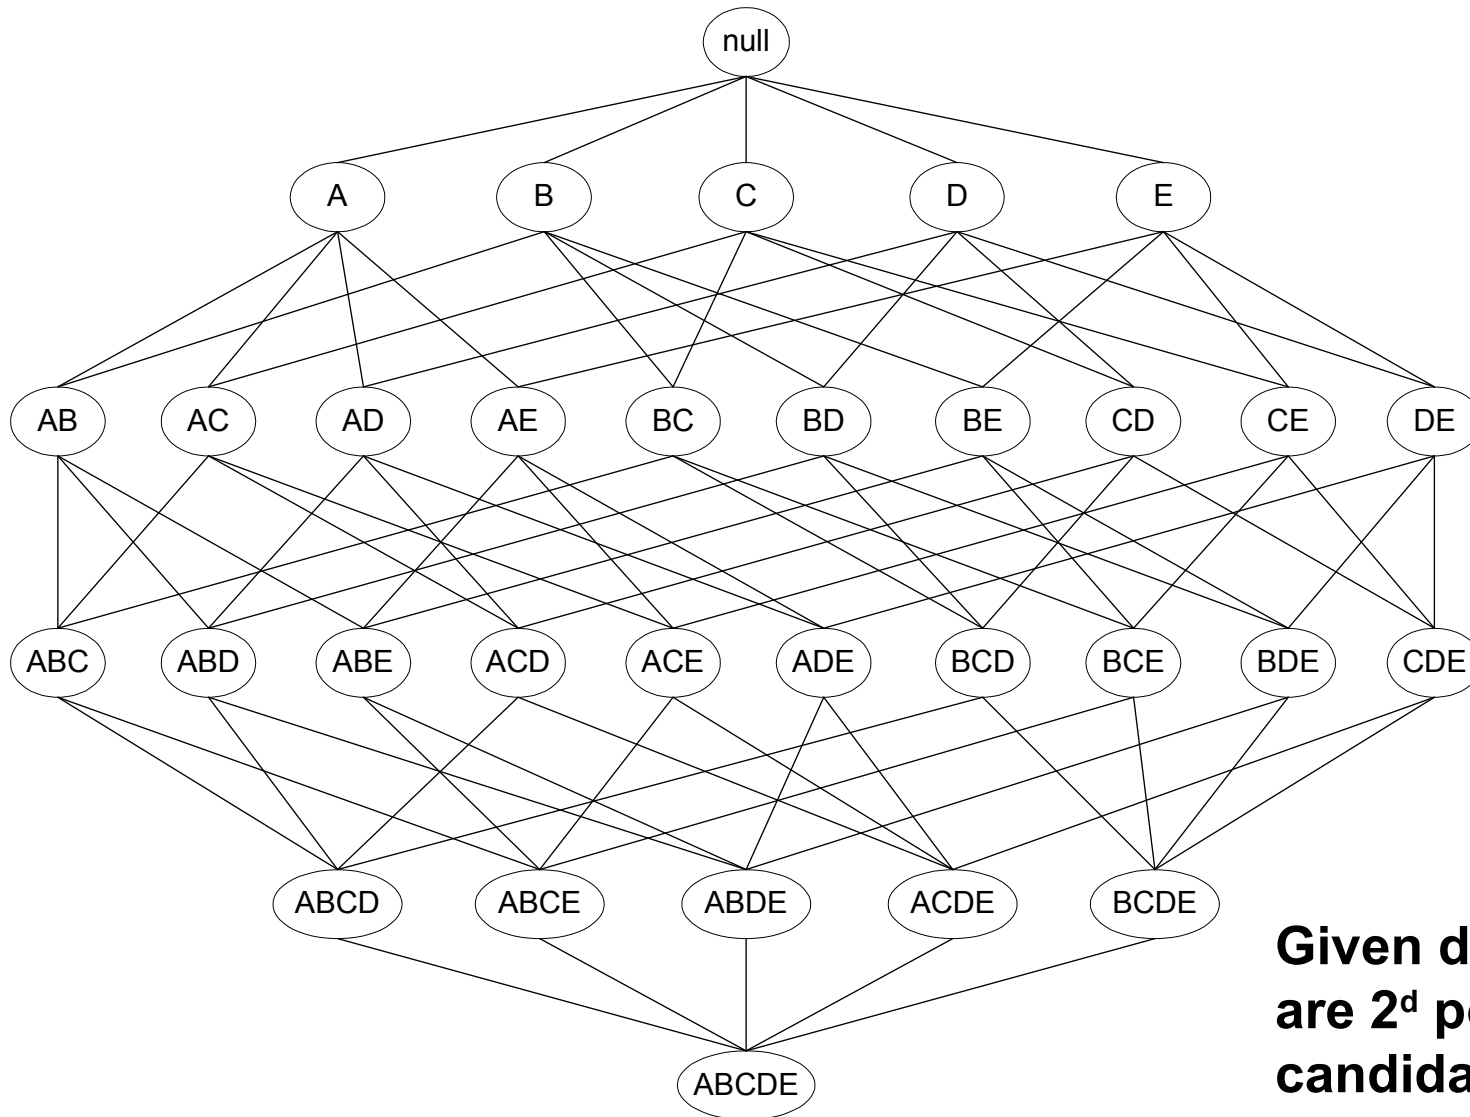 null
A B C D E
AB AC AD AE BC BD BE CD CE DE
ABC ABD ABE ACD ACE ADE BCD BCE BDE CDE
ABCD ABCE ABDE ACDE BCDE
Given d
are 2ᵈ
ABCDE